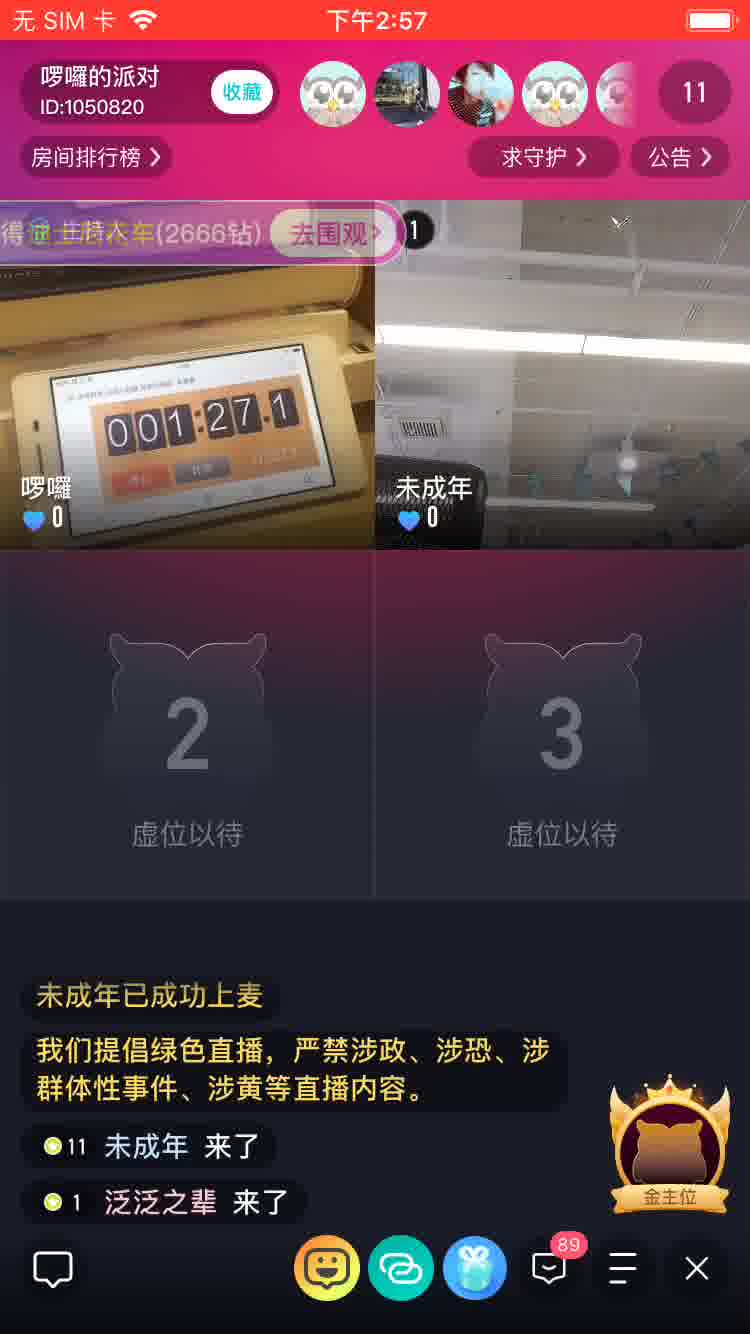 无 SIM 卡
下午2:57
啰囉的派对
ID:1050820
收藏
11
房间排行榜
求守护
公告
主持人
(2666钻)
去围观
1
001:27.1
啰囉
0
未成年
0
2
虚位以待
3
虚位以待
未成年已成功上麦
我们提倡绿色直播，严禁涉政、涉恐、涉
群体性事件、涉黄等直播内容。
11 未成年 来了
1 泛泛之辈 来了
金主位
89